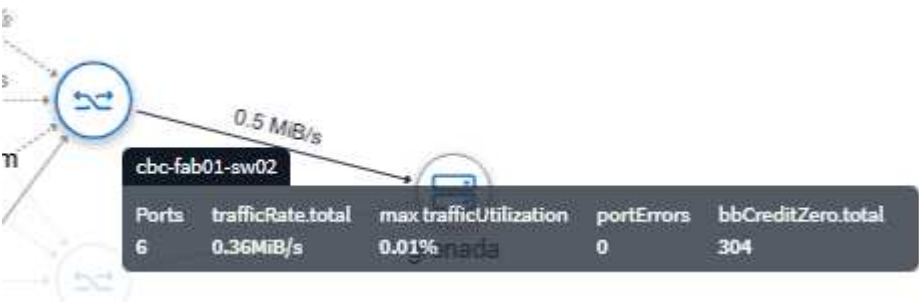 0.5 MiB/s
m
cbc-fab01-sw02
Ports trafficRate.total max trafficUtilization portErrors bbCreditZero.total
6 0.36MiB/s 0.01% 0 304